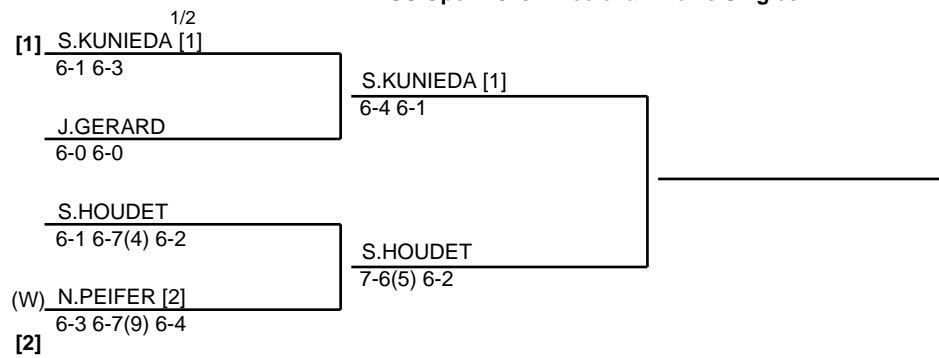 1/2
[1] S.KUNIEDA [1]
6-1 6-3
S.KUNIEDA [1]
6-4 6-1
J.GERARD
6-0 6-0
S.HOUDET
6-1 6-7(4) 6-2
S.HOUDET
7-6(5) 6-2
(W) N.PEIFER [2]
6-3 6-7(9) 6-4
[2]